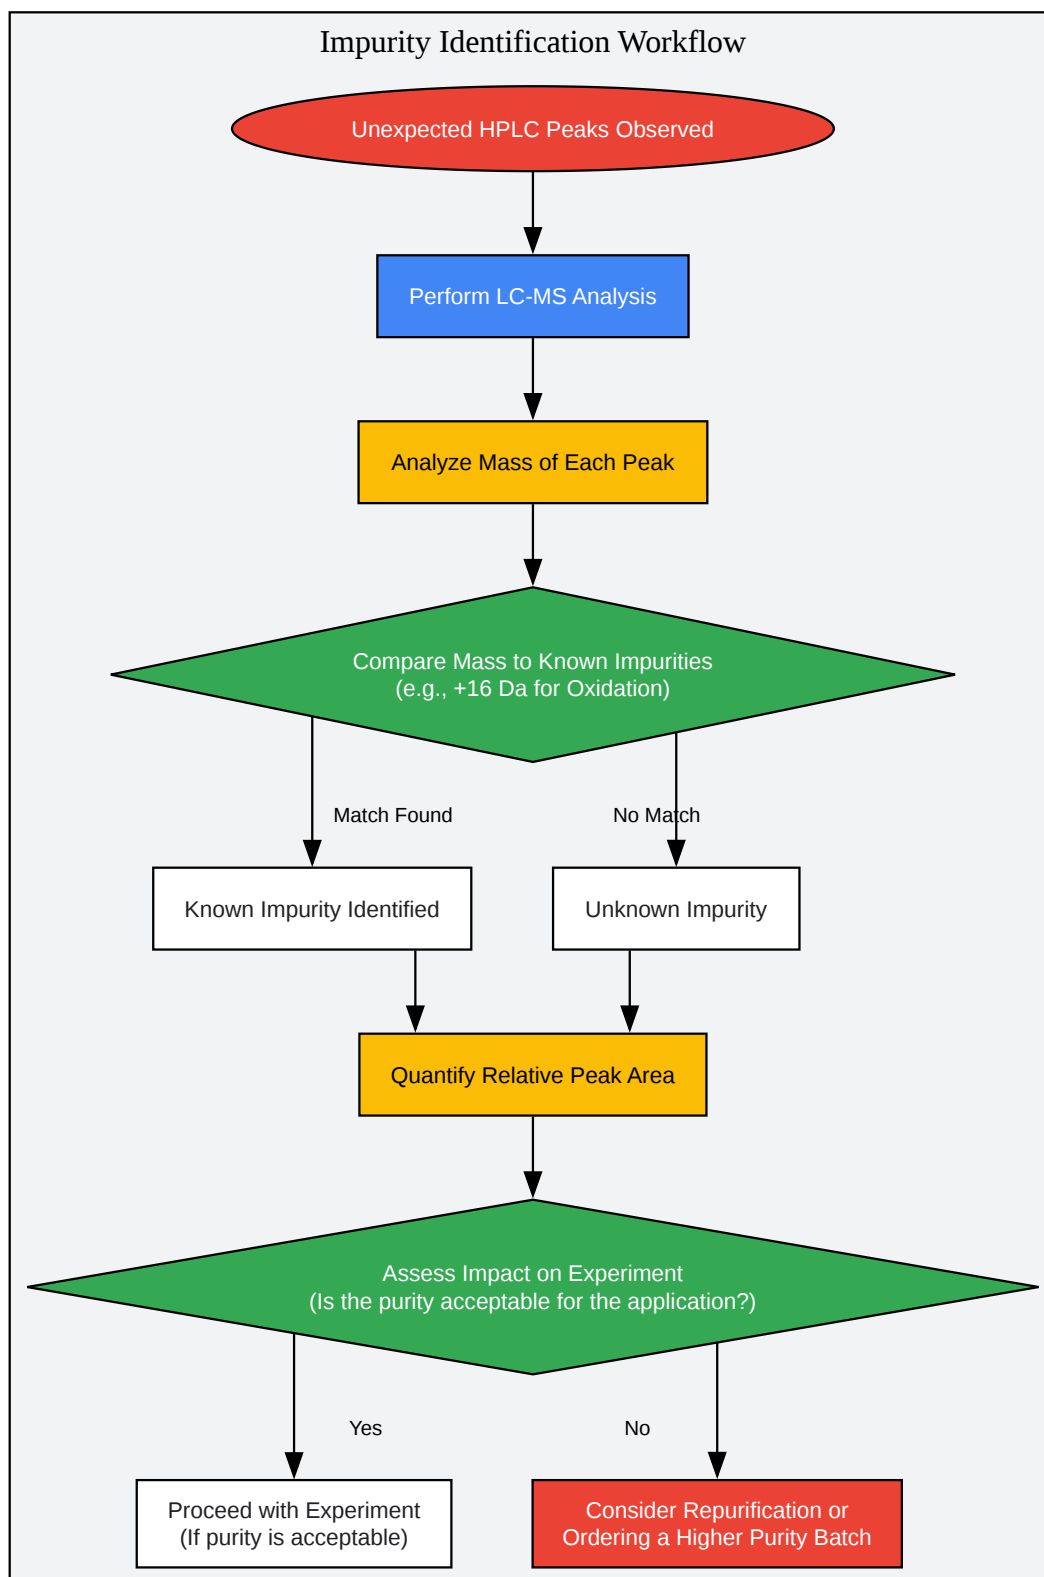 Impurity Identification Workflow
Unexpected HPLC Peaks Observed
Perform LC-MS Analysis
Analyze Mass of Each Peak
Compare Mass to Known Impurities
(e.g., +16 Da for Oxidation)
Match Found
No Match
Known Impurity Identified
Unknown Impurity
Quantify Relative Peak Area
Assess Impact on Experiment
(Is the purity acceptable for the application?)
Yes
No
Proceed with Experiment
(If purity is acceptable)
Consider Repurification or
Ordering a Higher Purity Batch